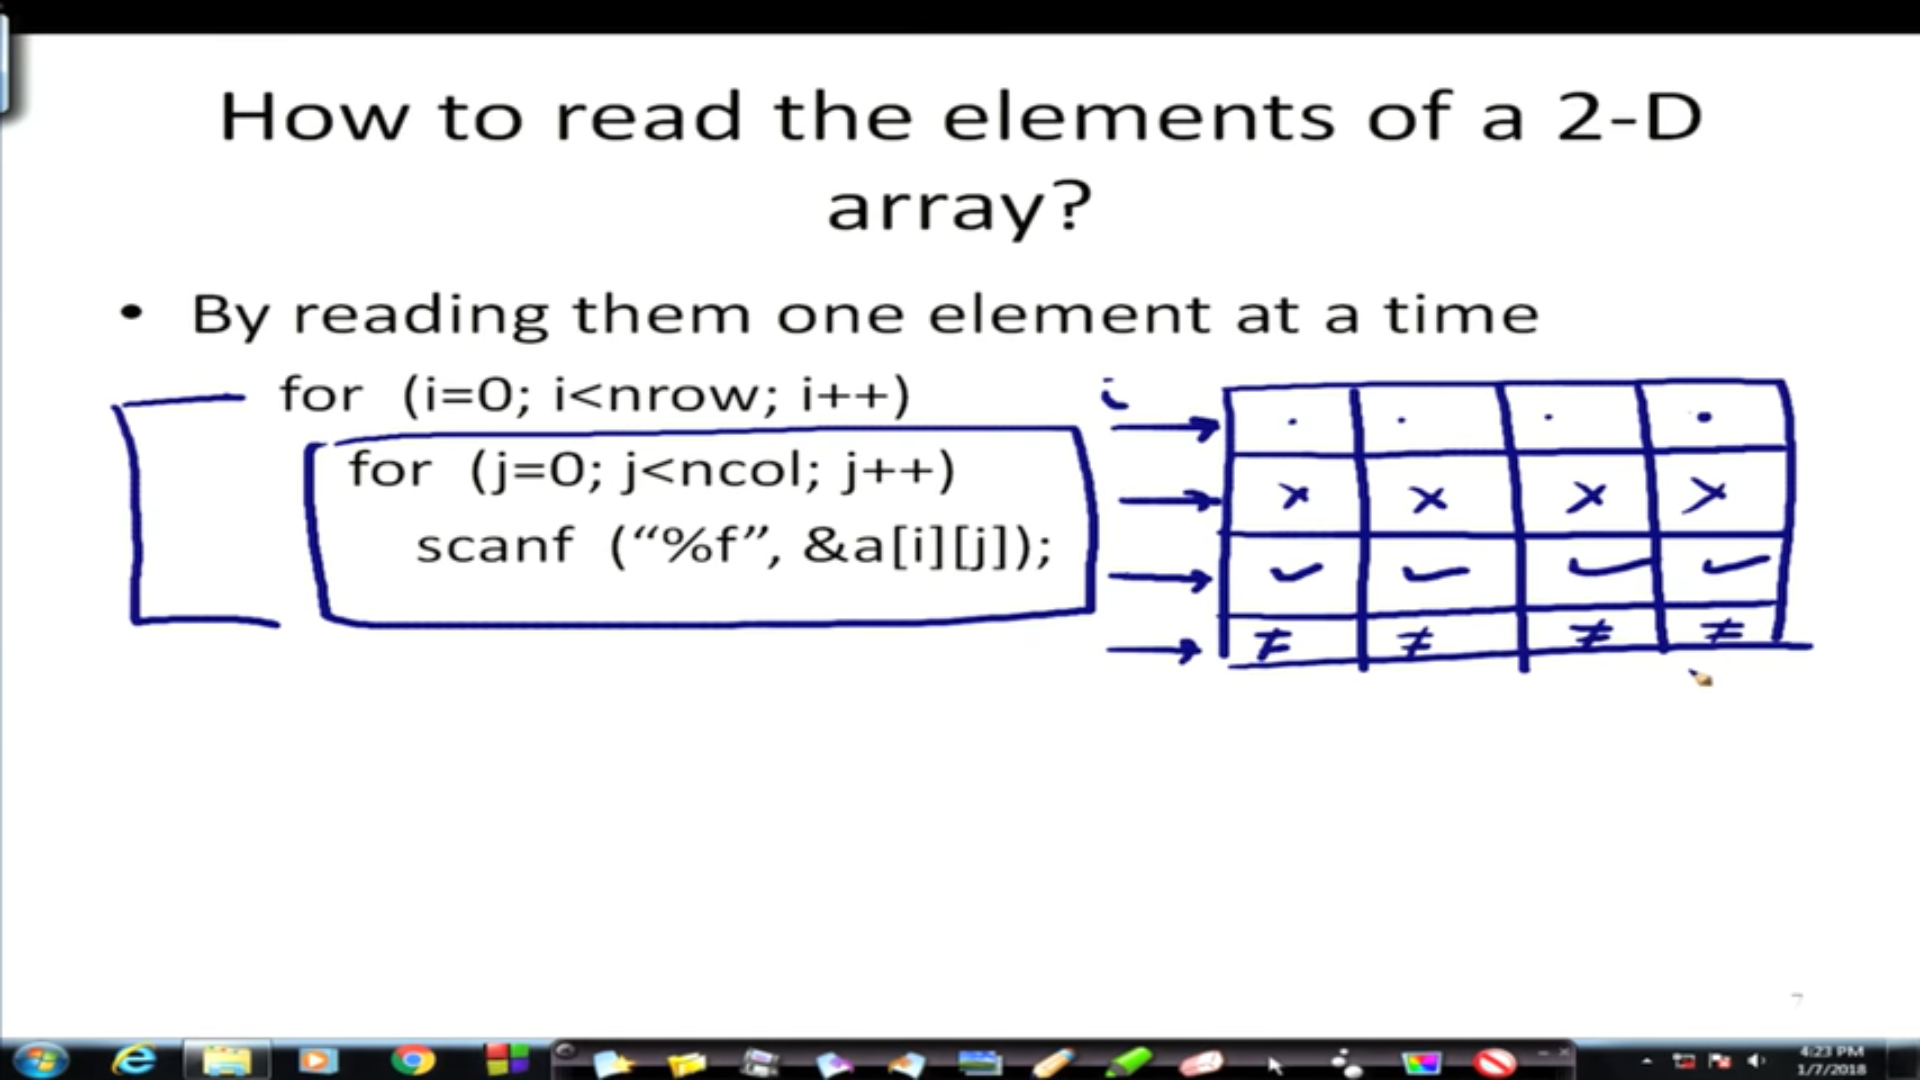 How to read the elements of a 2-D
array?
• By reading them one element at a time
for (i=0; i<nrow; i++)
i
for (j=0; j<ncol; j++)
scanf (“%f”, &a[i][j]);
7
4:23 PM
1/7/2018